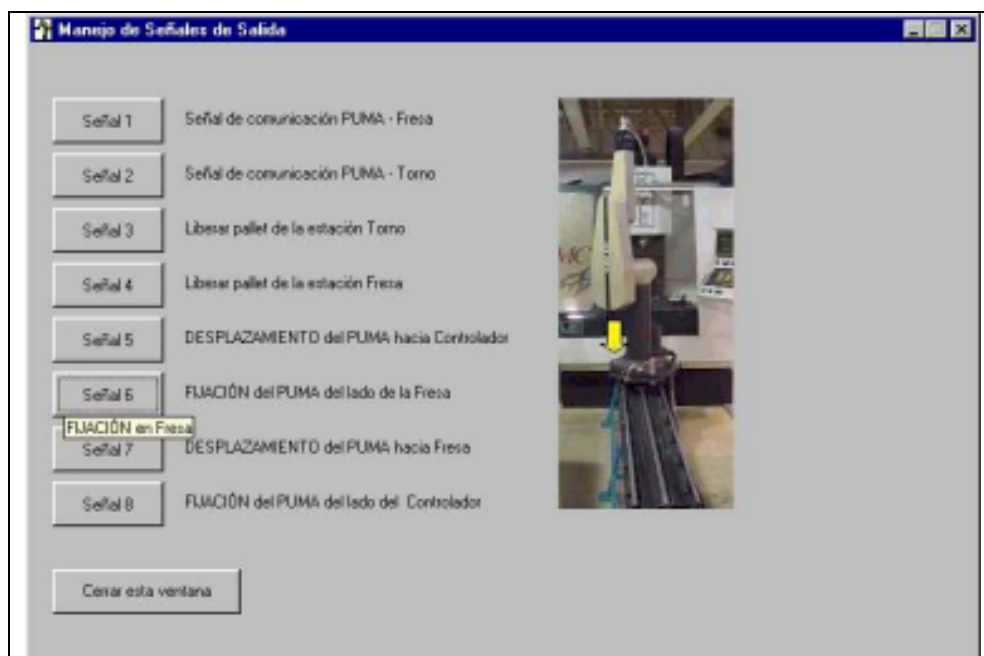 Manejo de Señales de Salida
Señal 1 Señal de comunicación PUMA - Fresa
Señal 2 Señal de comunicación PUMA - Torno
Señal 3 Liberar pallet de la estación Torno
Señal 4 Liberar pallet de la estación Fresa
Señal 5 DESPLAZAMIENTO del PUMA hacia Controlador
Señal 6 FIJACIÓN del PUMA del lado de la Fresa
FIJACIÓN en Fresa
Señal 7 DESPLAZAMIENTO del PUMA hacia Fresa
Señal 8 FIJACIÓN del PUMA del lado del Controlador
Cerrar esta ventana